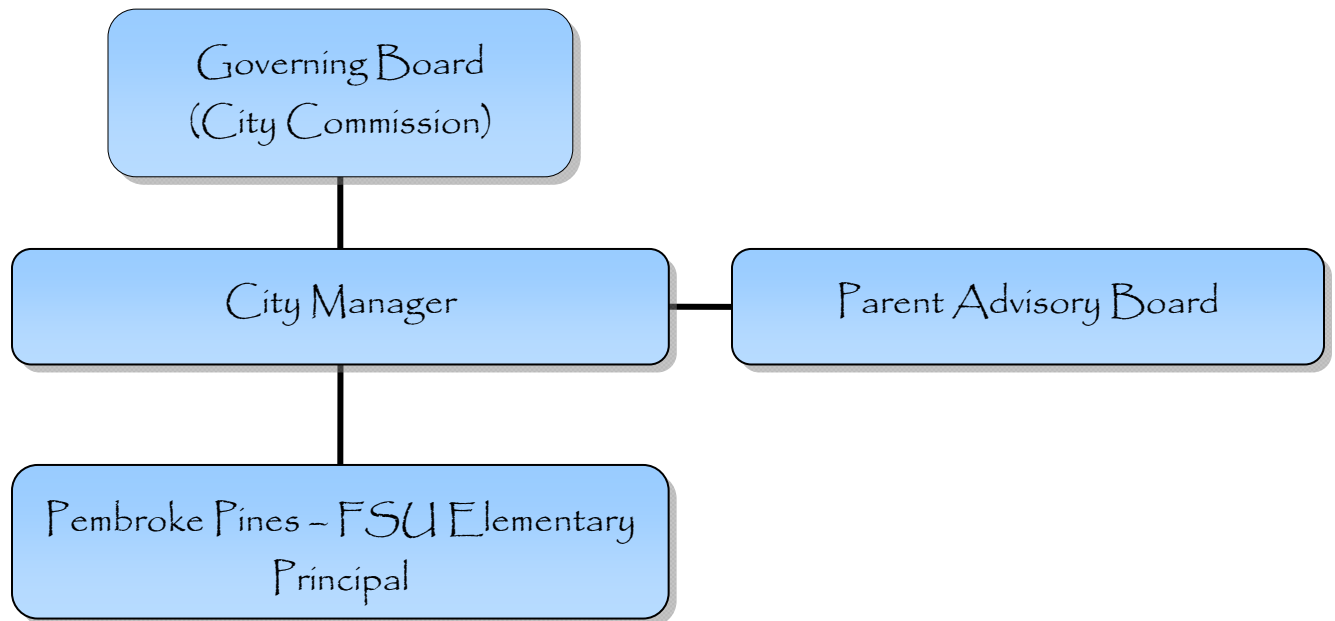 Governing Board
(City Commission)
City Manager
Parent Advisory Board
Pembroke Pines – FSU Elementary
Principal